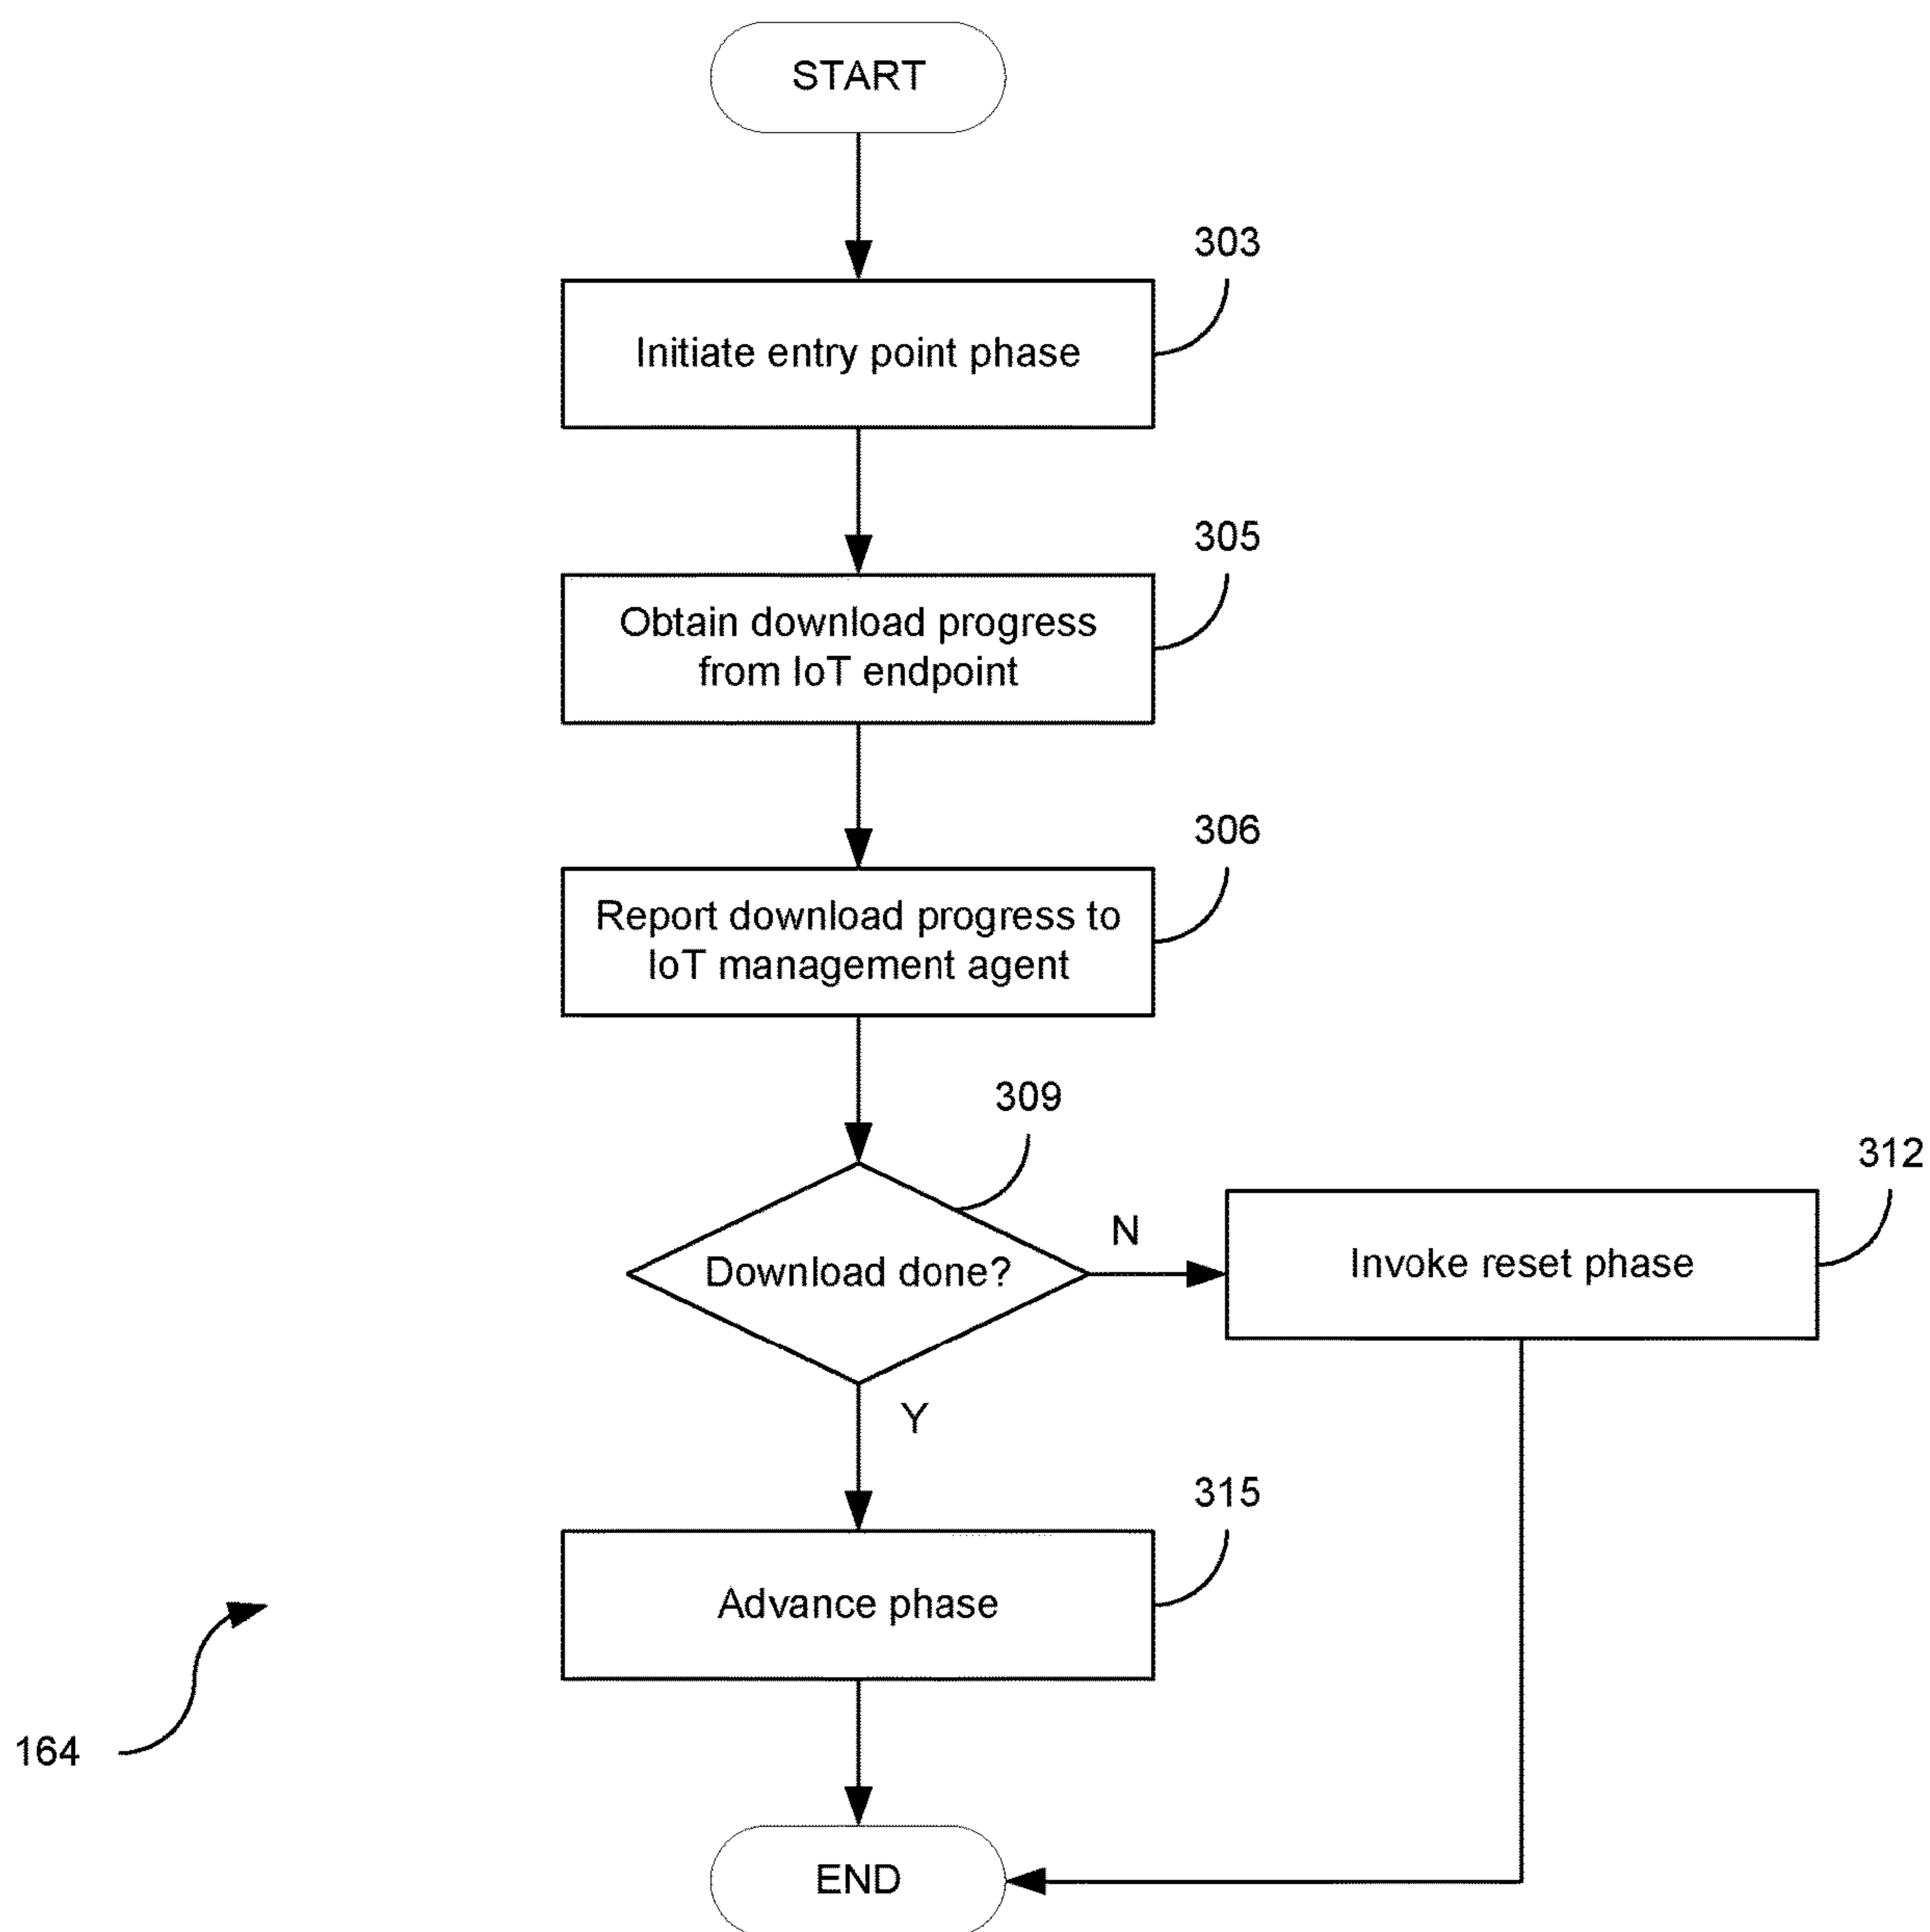 START
303
Initiate entry point phase
305
Obtain download progress
from IoT endpoint
306
Report download progress to
IoT management agent
309
312
N
Download done?
Invoke reset phase
Y
315
Advance phase
164
END